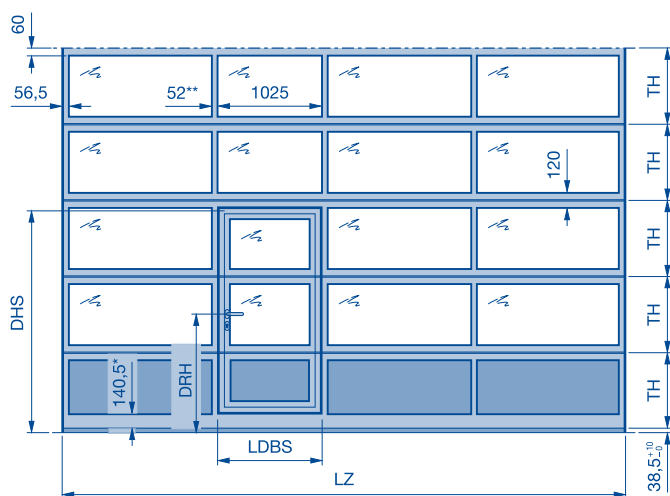 60
56,5
52**
1025
TH
120
TH
TH
DHS
TH
140,5*
DRH
TH
LDBS
LZ
38,5 +10 -0